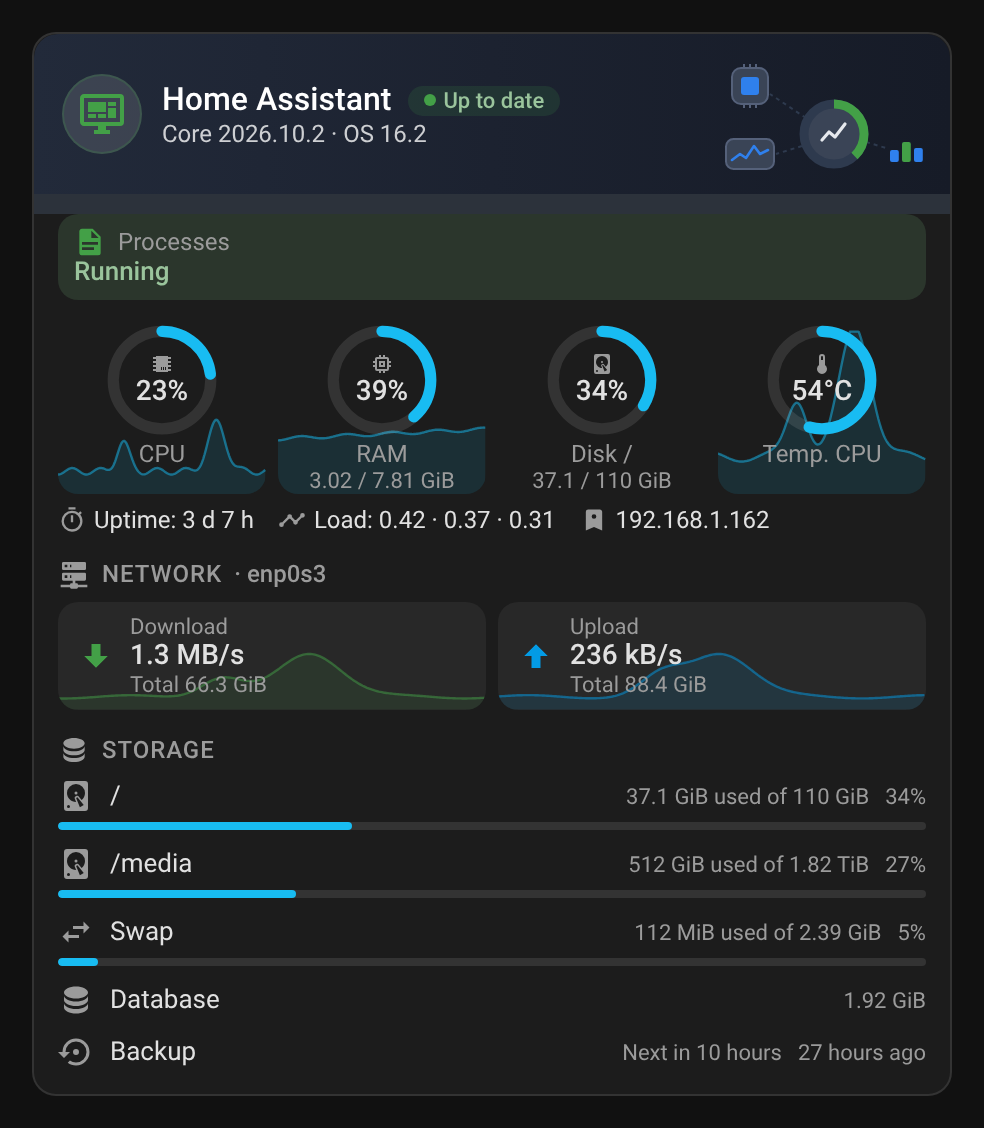 Home Assistant
Up to date
Core 2026.10.2 · OS 16.2
Processes
Running
23%
CPU
39%
RAM
3.02 / 7.81 GiB
34%
Disk /
37.1 / 110 GiB
54°C
Temp. CPU
Uptime: 3 d 7 h
Load: 0.42 · 0.37 · 0.31
192.168.1.162
NETWORK · enp0s3
Download
1.3 MB/s
Total 66.3 GiB
Upload
236 kB/s
Total 88.4 GiB
STORAGE
/ 37.1 GiB used of 110 GiB 34%
/media 512 GiB used of 1.82 TiB 27%
Swap 112 MiB used of 2.39 GiB 5%
Database 1.92 GiB
Backup Next in 10 hours 27 hours ago